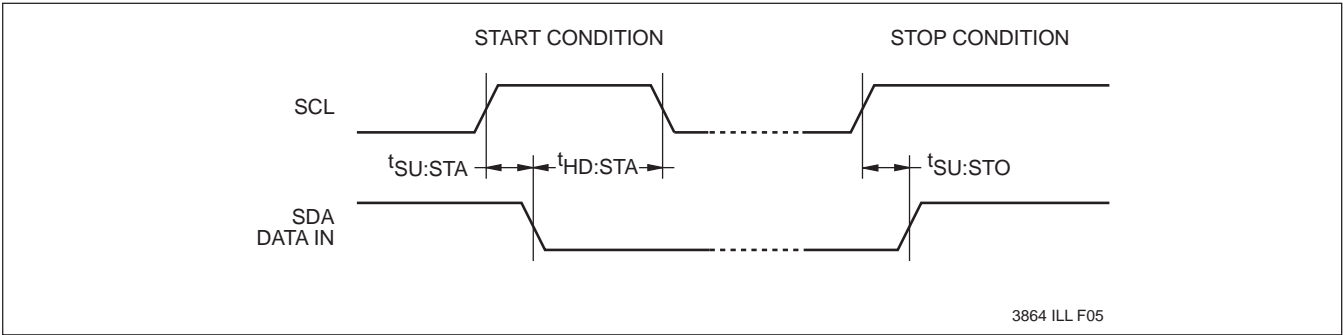 START CONDITION
STOP CONDITION
SCL
tSU:STA
tHD:STA
tSU:STO
SDA
DATA IN
3864 ILL F05